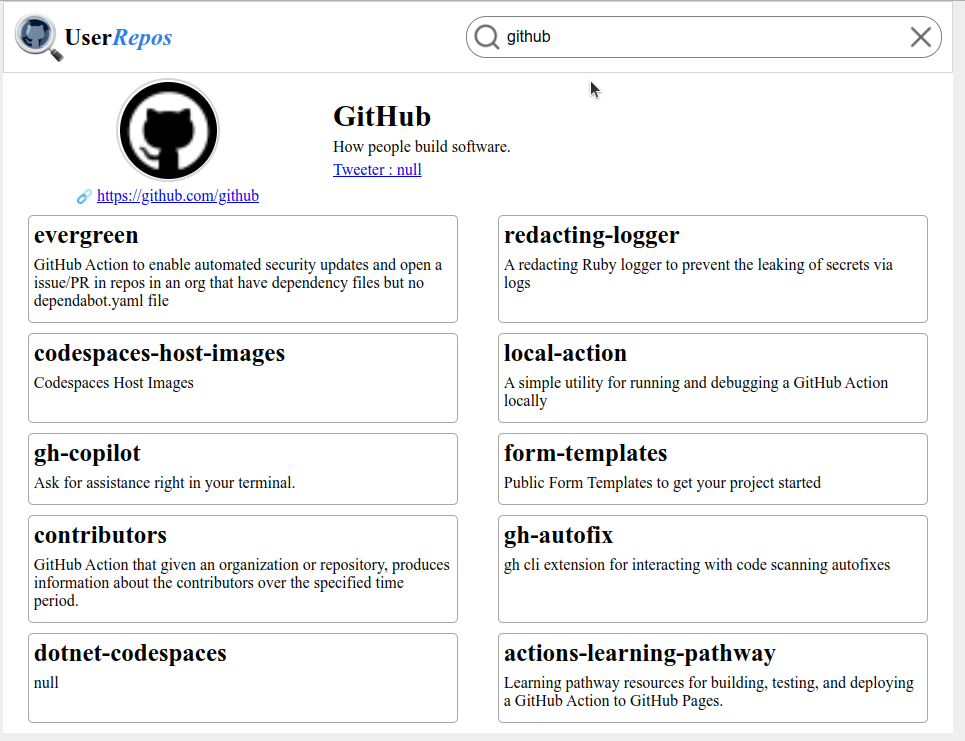 UserRepos
github
GitHub
How people build software.
Tweeter : null
https://github.com/github
evergreen
GitHub Action to enable automated security updates and open a
issue/PR in repos in an org that have dependency files but no
dependabot.yaml file
redacting-logger
A redacting Ruby logger to prevent the leaking of secrets via
logs
codespaces-host-images
Codespaces Host Images
local-action
A simple utility for running and debugging a GitHub Action
locally
gh-copilot
Ask for assistance right in your terminal.
form-templates
Public Form Templates to get your project started
contributors
GitHub Action that given an organization or repository, produces
information about the contributors over the specified time
period.
gh-autofix
gh cli extension for interacting with code scanning autofixes
dotnet-codespaces
null
actions-learning-pathway
Learning pathway resources for building, testing, and deploying
a GitHub Action to GitHub Pages.